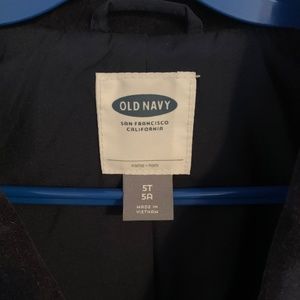 OLD NAVY
SAN FRANCISCO
CALIFORNIA
5T
5A
MADE IN
VIETNAM